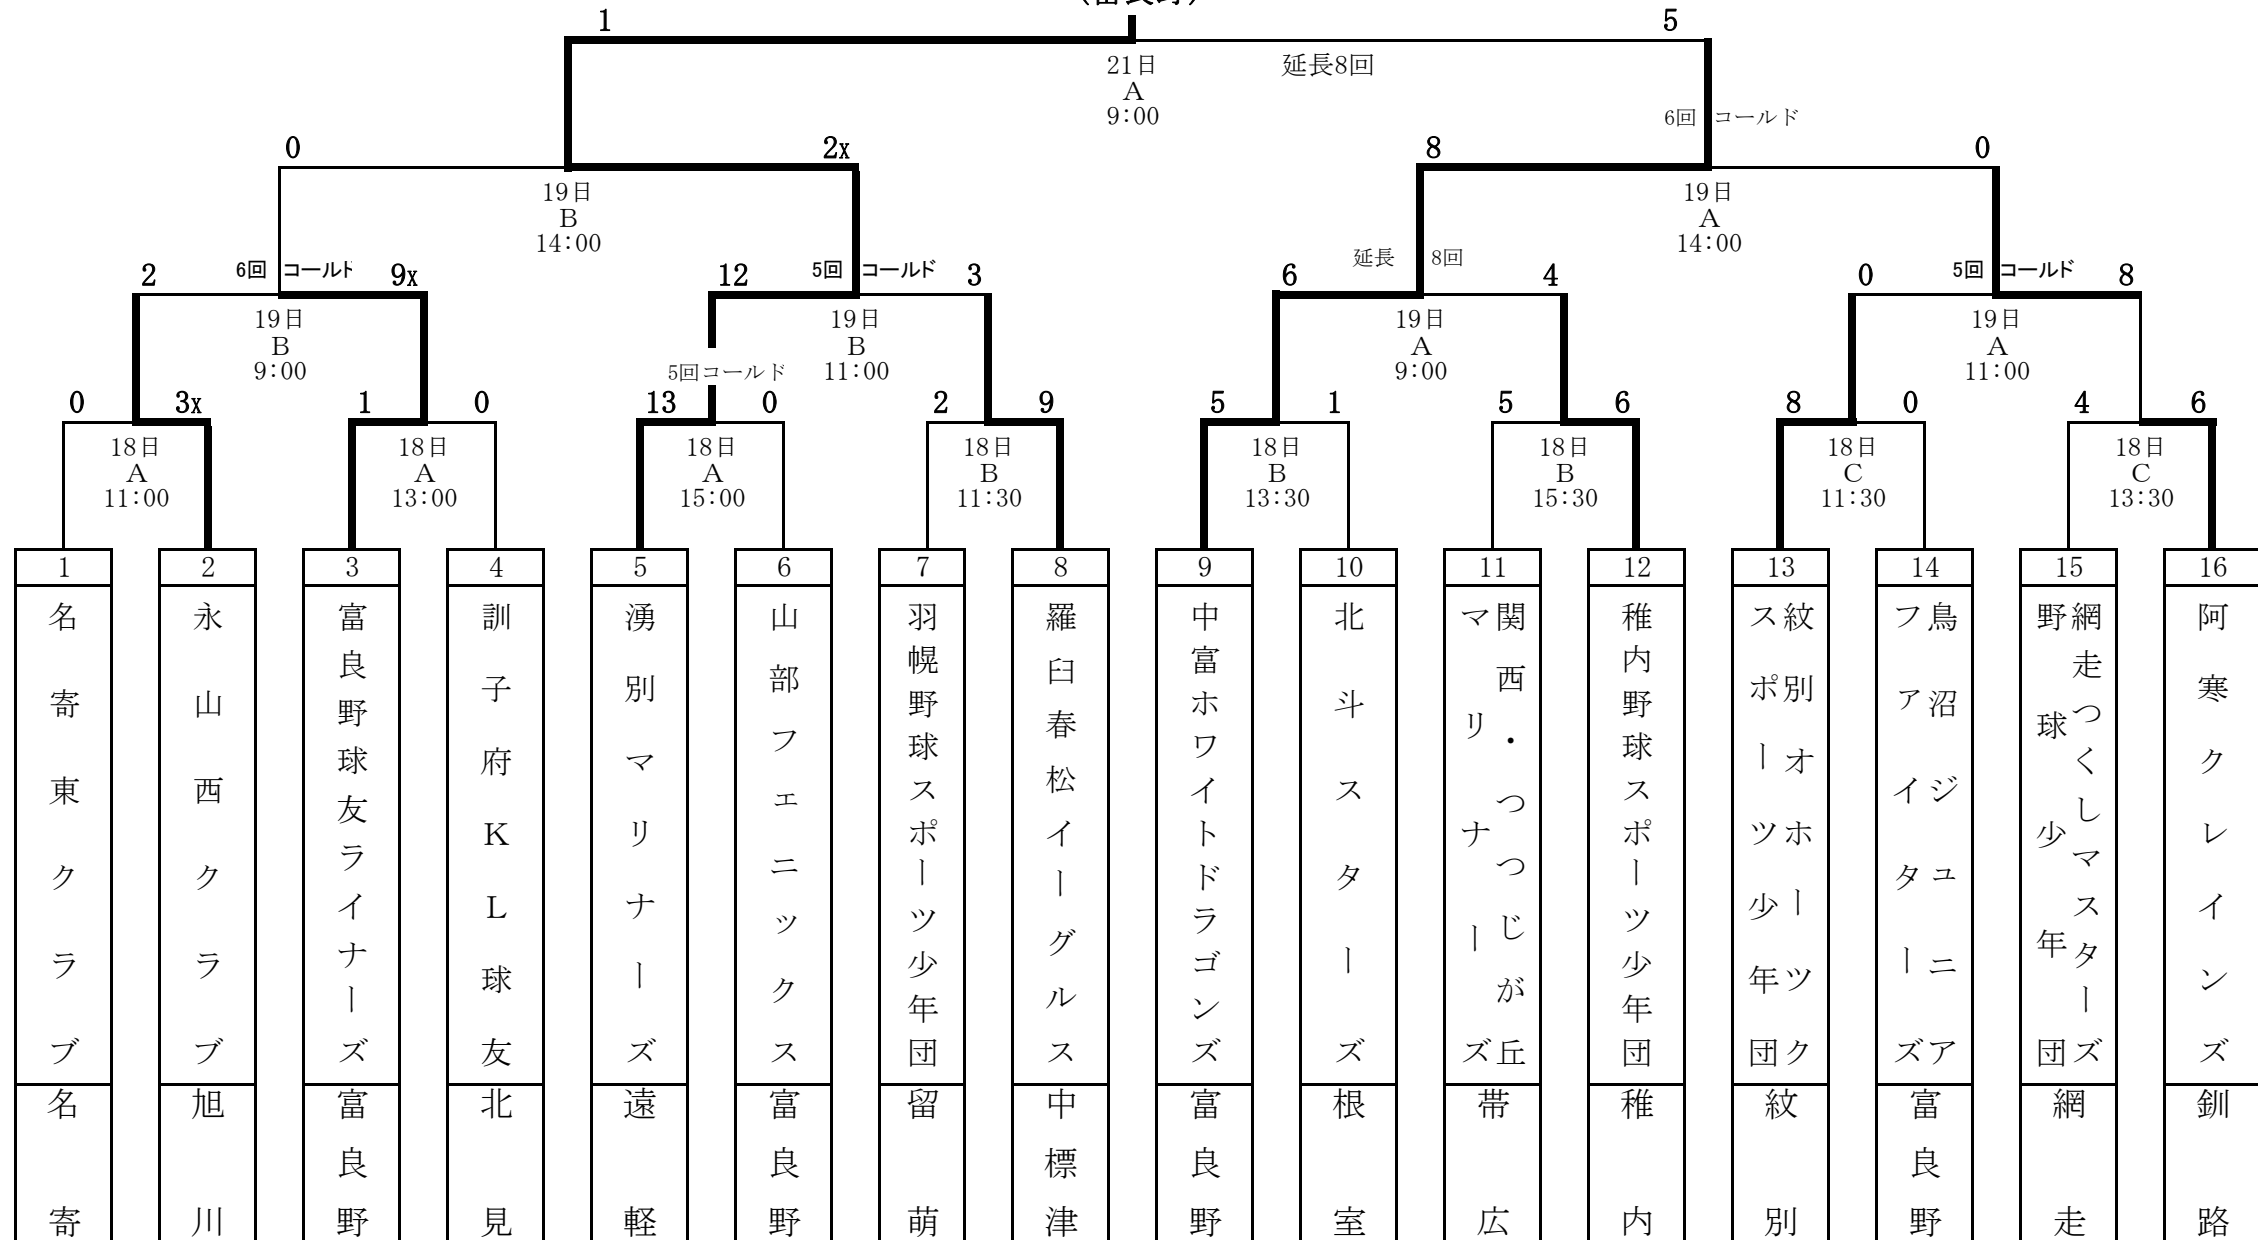 (富良野)
1 5
21日 延長8回
A
9:00
6回 コールド
0 2x 8 0
19日 19日
B A
14:00 14:00
延長 8回
2 6回 コールド 9x 12 5回 コールド 3 6 4 0 5回 コールド 8
19日 19日 19日 19日
B B A A
9:00 11:00 9:00 11:00
5回コールド
0 3x 1 0 13 0 2 9 5 1 5 6 8 0 4 6
18日 18日 18日 18日 18日 18日 18日 18日
A A A B B B C C
11:00 13:00 15:00 11:30 13:30 15:30 11:30 13:30
1 2 3 4 5 6 7 8 9 10 11 12 13 14 15 16
名寄東クラブ
永山西クラブ
富良野球友ライナーズ
訓子府KL球友
湧別マリナーズ
山部フェニックス
羽幌野球スポーツ少年団
羅臼春松イーグルス
中富ホワイトドラゴンズ
北斗スターズ
関西・つつじが丘
マリナーズ
稚内野球スポーツ少年団
紋別オホーツク
スポーツ少年団
鳥沼ジュニア
ファイターズ
網走つくしマスターズ
野球少年団
阿寒クレインズ
名寄
旭川
富良野
北見
遠軽
富良野
留萌
中標津
富良野
根室
帯広
稚内
紋別
富良野
網走
釧路